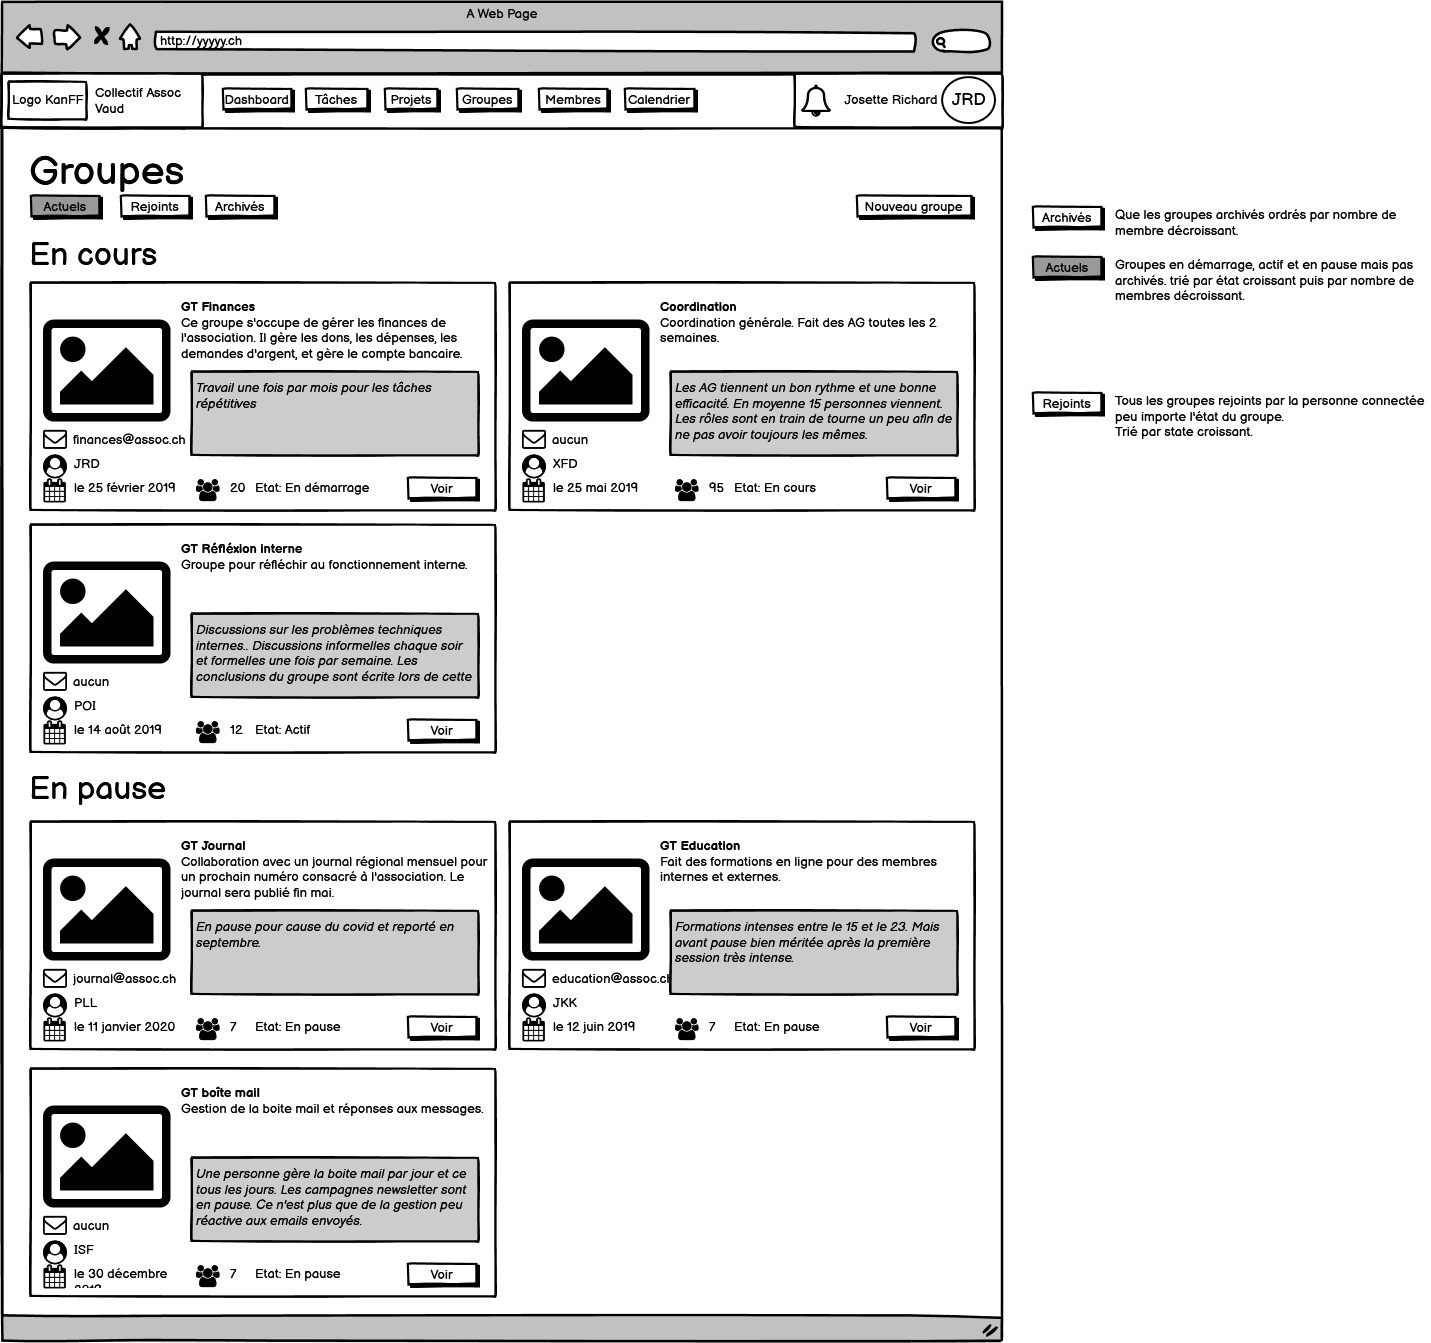 A Web Page
http://yyyyy.ch
Logo KanFF
Collectif Assoc
Vaud
Dashboard
Tâches
Projets
Groupes
Membres
Calendrier
Josette Richard
JRD
Groupes
Actuels
Rejoints
Archivés
Nouveau groupe
En cours
GT Finances
Ce groupe s'occupe de gérer les finances de
l'association. Il gère les dons, les dépenses, les
demandes d'argent, et gère le compte bancaire.
Travail une fois par mois pour les tâches
répétitives
finances@assoc.ch
JRD
le 25 février 2019
20
Etat: En démarrage
Voir
Coordination
Coordination générale. Fait des AG toutes les 2
semaines.
Les AG tiennent un bon rythme et une bonne
efficacité. En moyenne 15 personnes viennent.
Les rôles sont en train de tourne un peu afin de
ne pas avoir toujours les mêmes.
aucun
XFD
le 25 mai 2019
95
Etat: En cours
Voir
GT Réfléxion interne
Groupe pour réfléchir au fonctionnement interne.
Discussions sur les problèmes techniques
internes.. Discussions informelles chaque soir
et formelles une fois par semaine. Les
conclusions du groupe sont écrite lors de cette
aucun
POI
le 14 août 2019
12
Etat: Actif
Voir
En pause
GT Journal
Collaboration avec un journal régional mensuel pour
un prochain numéro consacré à l'association. Le
journal sera publié fin mai.
En pause pour cause du covid et reporté en
septembre.
journal@assoc.ch
PLL
le 11 janvier 2020
7
Etat: En pause
Voir
GT Education
Fait des formations en ligne pour des membres
internes et externes.
Formations intenses entre le 15 et le 23. Mais
avant pause bien méritée après la première
session très intense.
education@assoc.ch
JKK
le 12 juin 2019
7
Etat: En pause
Voir
GT boîte mail
Gestion de la boite mail et réponses aux messages.
Une personne gère la boite mail par jour et ce
tous les jours. Les campagnes newsletter sont
en pause. Ce n'est plus que de la gestion peu
réactive aux emails envoyés.
aucun
ISF
le 30 décembre
2019
7
Etat: En pause
Voir
Archivés
Que les groupes archivés ordrés par nombre de
membre décroissant.
Actuels
Groupes en démarrage, actif et en pause mais pas
archivés. trié par état croissant puis par nombre de
membres décroissant.
Rejoints
Tous les groupes rejoints par la personne connectée
peu importe l'état du groupe.
Trié par state croissant.